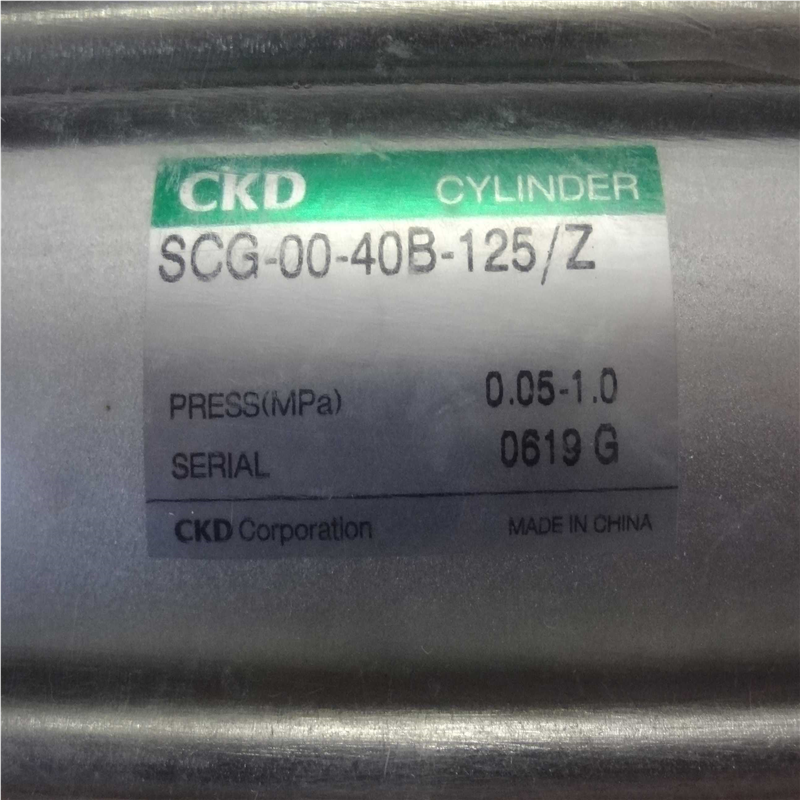 CKD CYLINDER
SCG-00-40B-125/Z
PRESS(MPa) 0.05-1.0
SERIAL 0619 G
CKD Corporation MADE IN CHINA